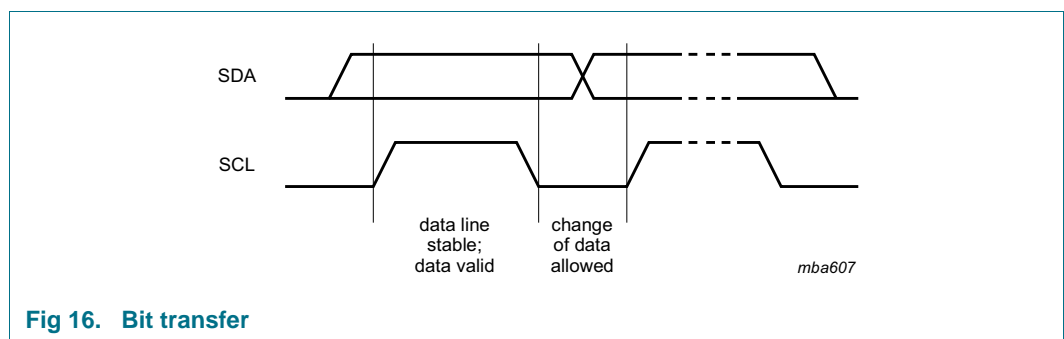 SDA
SCL
data line
stable;
data valid
change
of data
allowed
mba607
Fig 16. Bit transfer